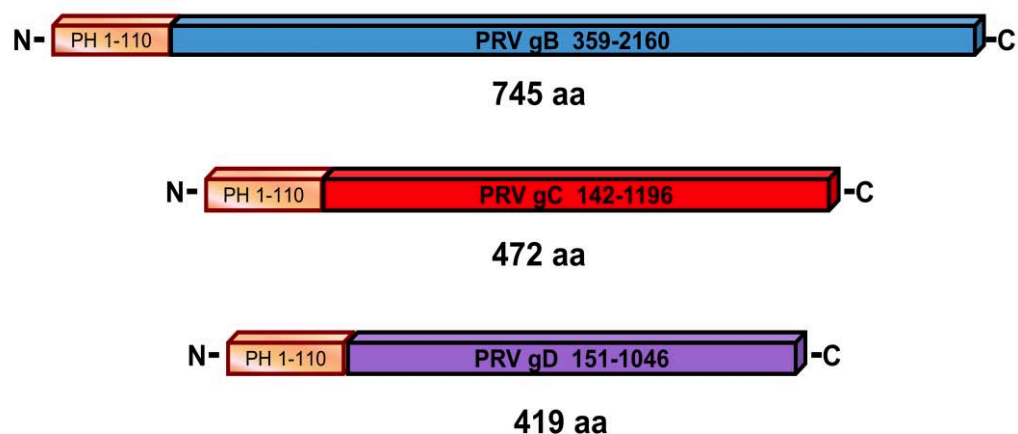 N- PH 1-110 PRV gB 359-2160 -C
745 aa
N- PH 1-110 PRV gC 142-1196 -C
472 aa
N- PH 1-110 PRV gD 151-1046 -C
419 aa